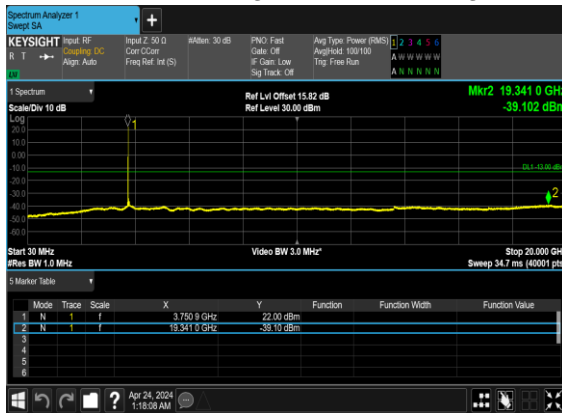 Spectrum Analyzer 1
Swept SA
KEYSIGHT Input: RF Input Z: 50 Ω #Atten: 30 dB PNO: Fast Avg Type: Power (RMS) 1 2 3 4 5 6
R T Coupling: DC Corr CCorr Gate: Off Avg|Hold: 100/100 A W W W W W
Align: Auto Freq Ref: Int (S) IF Gain: Low Trig: Free Run
Sig Track: Off A N N N N N
1 Spectrum Ref Lvl Offset 15.82 dB Mkr2 19.341 0 GHz
Scale/Div 10 dB Ref Level 30.00 dBm -39.102 dBm
Log
20.0 1
10.0
0.00
-10.0 DL1 -13.00 dBm
-20.0
-30.0 2
-40.0
-50.0
-60.0
Start 30 MHz Video BW 3.0 MHz* Stop 20.000 GHz
#Res BW 1.0 MHz Sweep 34.7 ms (40001 pts)
5 Marker Table
Mode Trace Scale X Y Function Function Width Function Value
1 N 1 f 3.750 9 GHz 22.00 dBm
2 N 1 f 19.341 0 GHz -39.10 dBm
3
4
5
6
Apr 24, 2024
1:18:08 AM